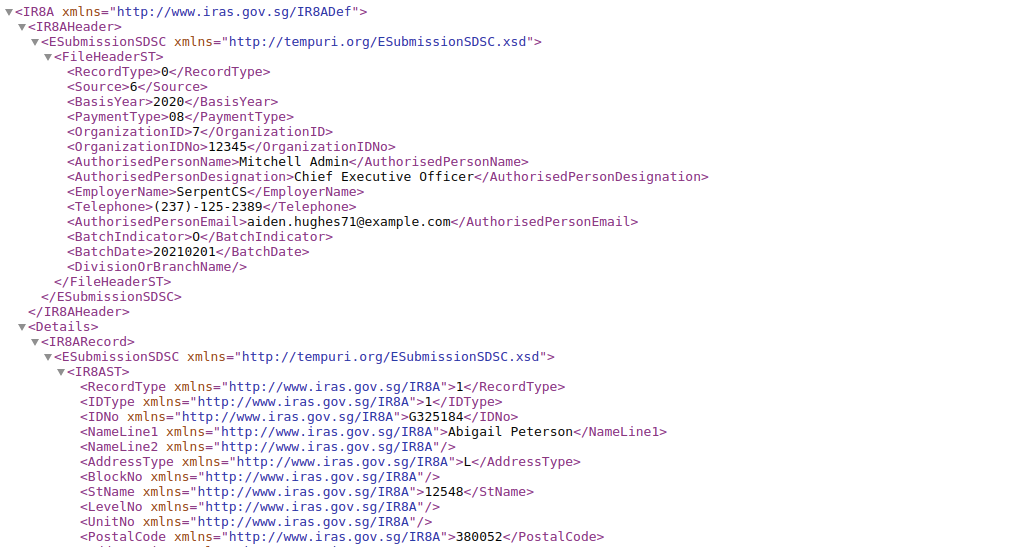 <IR8A xmlns="http://www.iras.gov.sg/IR8ADef">
<IR8AHeader>
<ESubmissionSDSC xmlns="http://tempuri.org/ESubmissionSDSC.xsd">
<FileHeaderST>
<RecordType>0</RecordType>
<Source>6</Source>
<BasisYear>2020</BasisYear>
<PaymentType>08</PaymentType>
<OrganizationID>7</OrganizationID>
<OrganizationIDNo>12345</OrganizationIDNo>
<AuthorisedPersonName>Mitchell Admin</AuthorisedPersonName>
<AuthorisedPersonDesignation>Chief Executive Officer</AuthorisedPersonDesignation>
<EmployerName>SerpentCS</EmployerName>
<Telephone>(237)-125-2389</Telephone>
<AuthorisedPersonEmail>aiden.hughes71@example.com</AuthorisedPersonEmail>
<BatchIndicator>O</BatchIndicator>
<BatchDate>20210201</BatchDate>
<DivisionOrBranchName/>
</FileHeaderST>
</ESubmissionSDSC>
</IR8AHeader>
<Details>
<IR8ARecord>
<ESubmissionSDSC xmlns="http://tempuri.org/ESubmissionSDSC.xsd">
<IR8AST>
<RecordType xmlns="http://www.iras.gov.sg/IR8A">1</RecordType>
<IDType xmlns="http://www.iras.gov.sg/IR8A">1</IDType>
<IDNo xmlns="http://www.iras.gov.sg/IR8A">G325184</IDNo>
<NameLine1 xmlns="http://www.iras.gov.sg/IR8A">Abigail Peterson</NameLine1>
<NameLine2 xmlns="http://www.iras.gov.sg/IR8A"/>
<AddressType xmlns="http://www.iras.gov.sg/IR8A">L</AddressType>
<BlockNo xmlns="http://www.iras.gov.sg/IR8A"/>
<StName xmlns="http://www.iras.gov.sg/IR8A">12548</StName>
<LevelNo xmlns="http://www.iras.gov.sg/IR8A"/>
<UnitNo xmlns="http://www.iras.gov.sg/IR8A"/>
<PostalCode xmlns="http://www.iras.gov.sg/IR8A">380052</PostalCode>